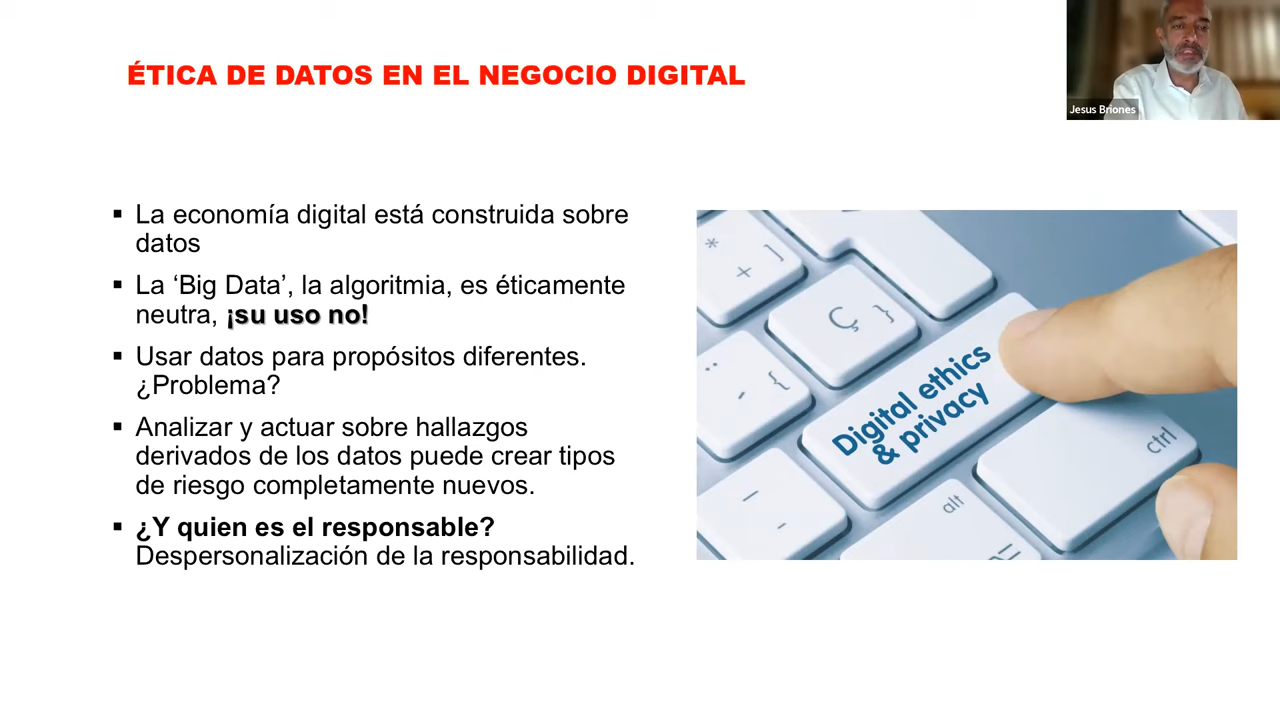 ÉTICA DE DATOS EN EL NEGOCIO DIGITAL
Jesus Briones
▪ La economía digital está construida sobre
datos
▪ La ‘Big Data’, la algoritmia, es éticamente
neutra, ¡su uso no!
▪ Usar datos para propósitos diferentes.
¿Problema?
▪ Analizar y actuar sobre hallazgos
derivados de los datos puede crear tipos
de riesgo completamente nuevos.
▪ ¿Y quien es el responsable?
Despersonalización de la responsabilidad.
* ]
+
Ç }
¨ {
-
Digital ethics
& privacy
ctrl
alt